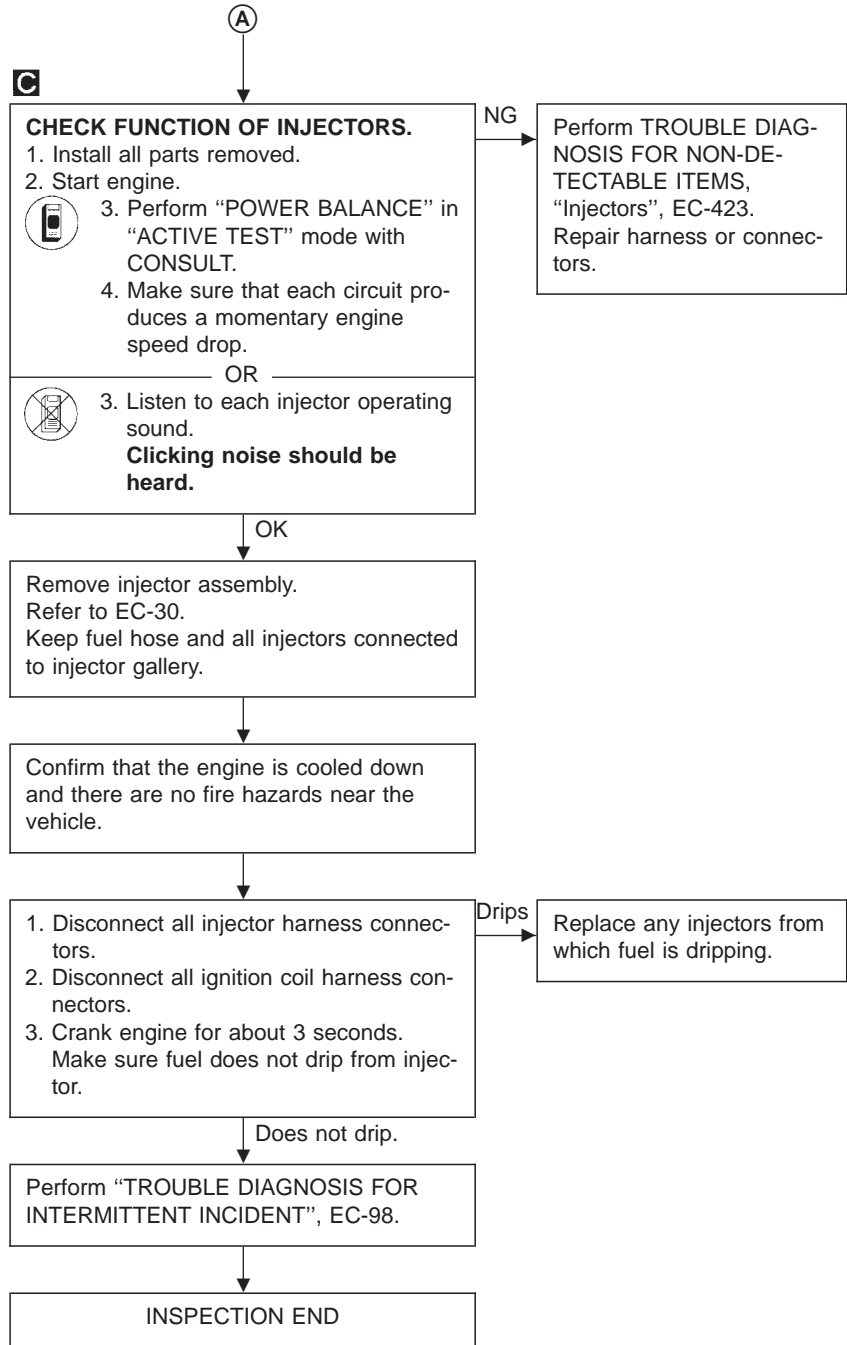 A
C
CHECK FUNCTION OF INJECTORS.
1. Install all parts removed.
2. Start engine.
3. Perform “POWER BALANCE” in
“ACTIVE TEST” mode with
CONSULT.
4. Make sure that each circuit pro-
duces a momentary engine
speed drop.
OR
3. Listen to each injector operating
sound.
Clicking noise should be
heard.
NG
Perform TROUBLE DIAG-
NOSIS FOR NON-DE-
TECTABLE ITEMS,
“Injectors”, EC-423.
Repair harness or connec-
tors.
OK
Remove injector assembly.
Refer to EC-30.
Keep fuel hose and all injectors connected
to injector gallery.
Confirm that the engine is cooled down
and there are no fire hazards near the
vehicle.
1. Disconnect all injector harness connec-
tors.
2. Disconnect all ignition coil harness con-
nectors.
3. Crank engine for about 3 seconds.
Make sure fuel does not drip from injec-
tor.
Drips
Replace any injectors from
which fuel is dripping.
Does not drip.
Perform “TROUBLE DIAGNOSIS FOR
INTERMITTENT INCIDENT’’, EC-98.
INSPECTION END